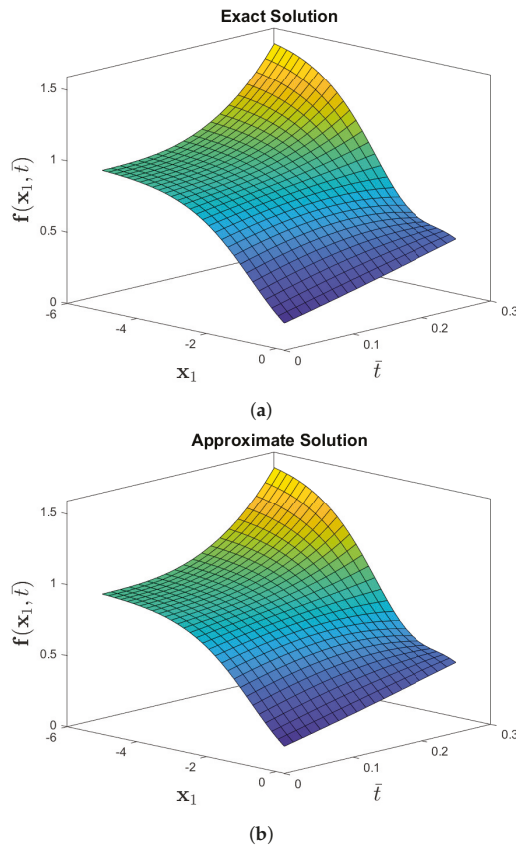 Exact Solution
1.5
1
0.5
0
-6
-4
-2
0
0
0.1
0.2
0.3
f(x₁, t̄)
x₁
t̄
(a)
Approximate Solution
1.5
1
0.5
0
-6
-4
-2
0
0
0.1
0.2
0.3
f(x₁, t̄)
x₁
t̄
(b)